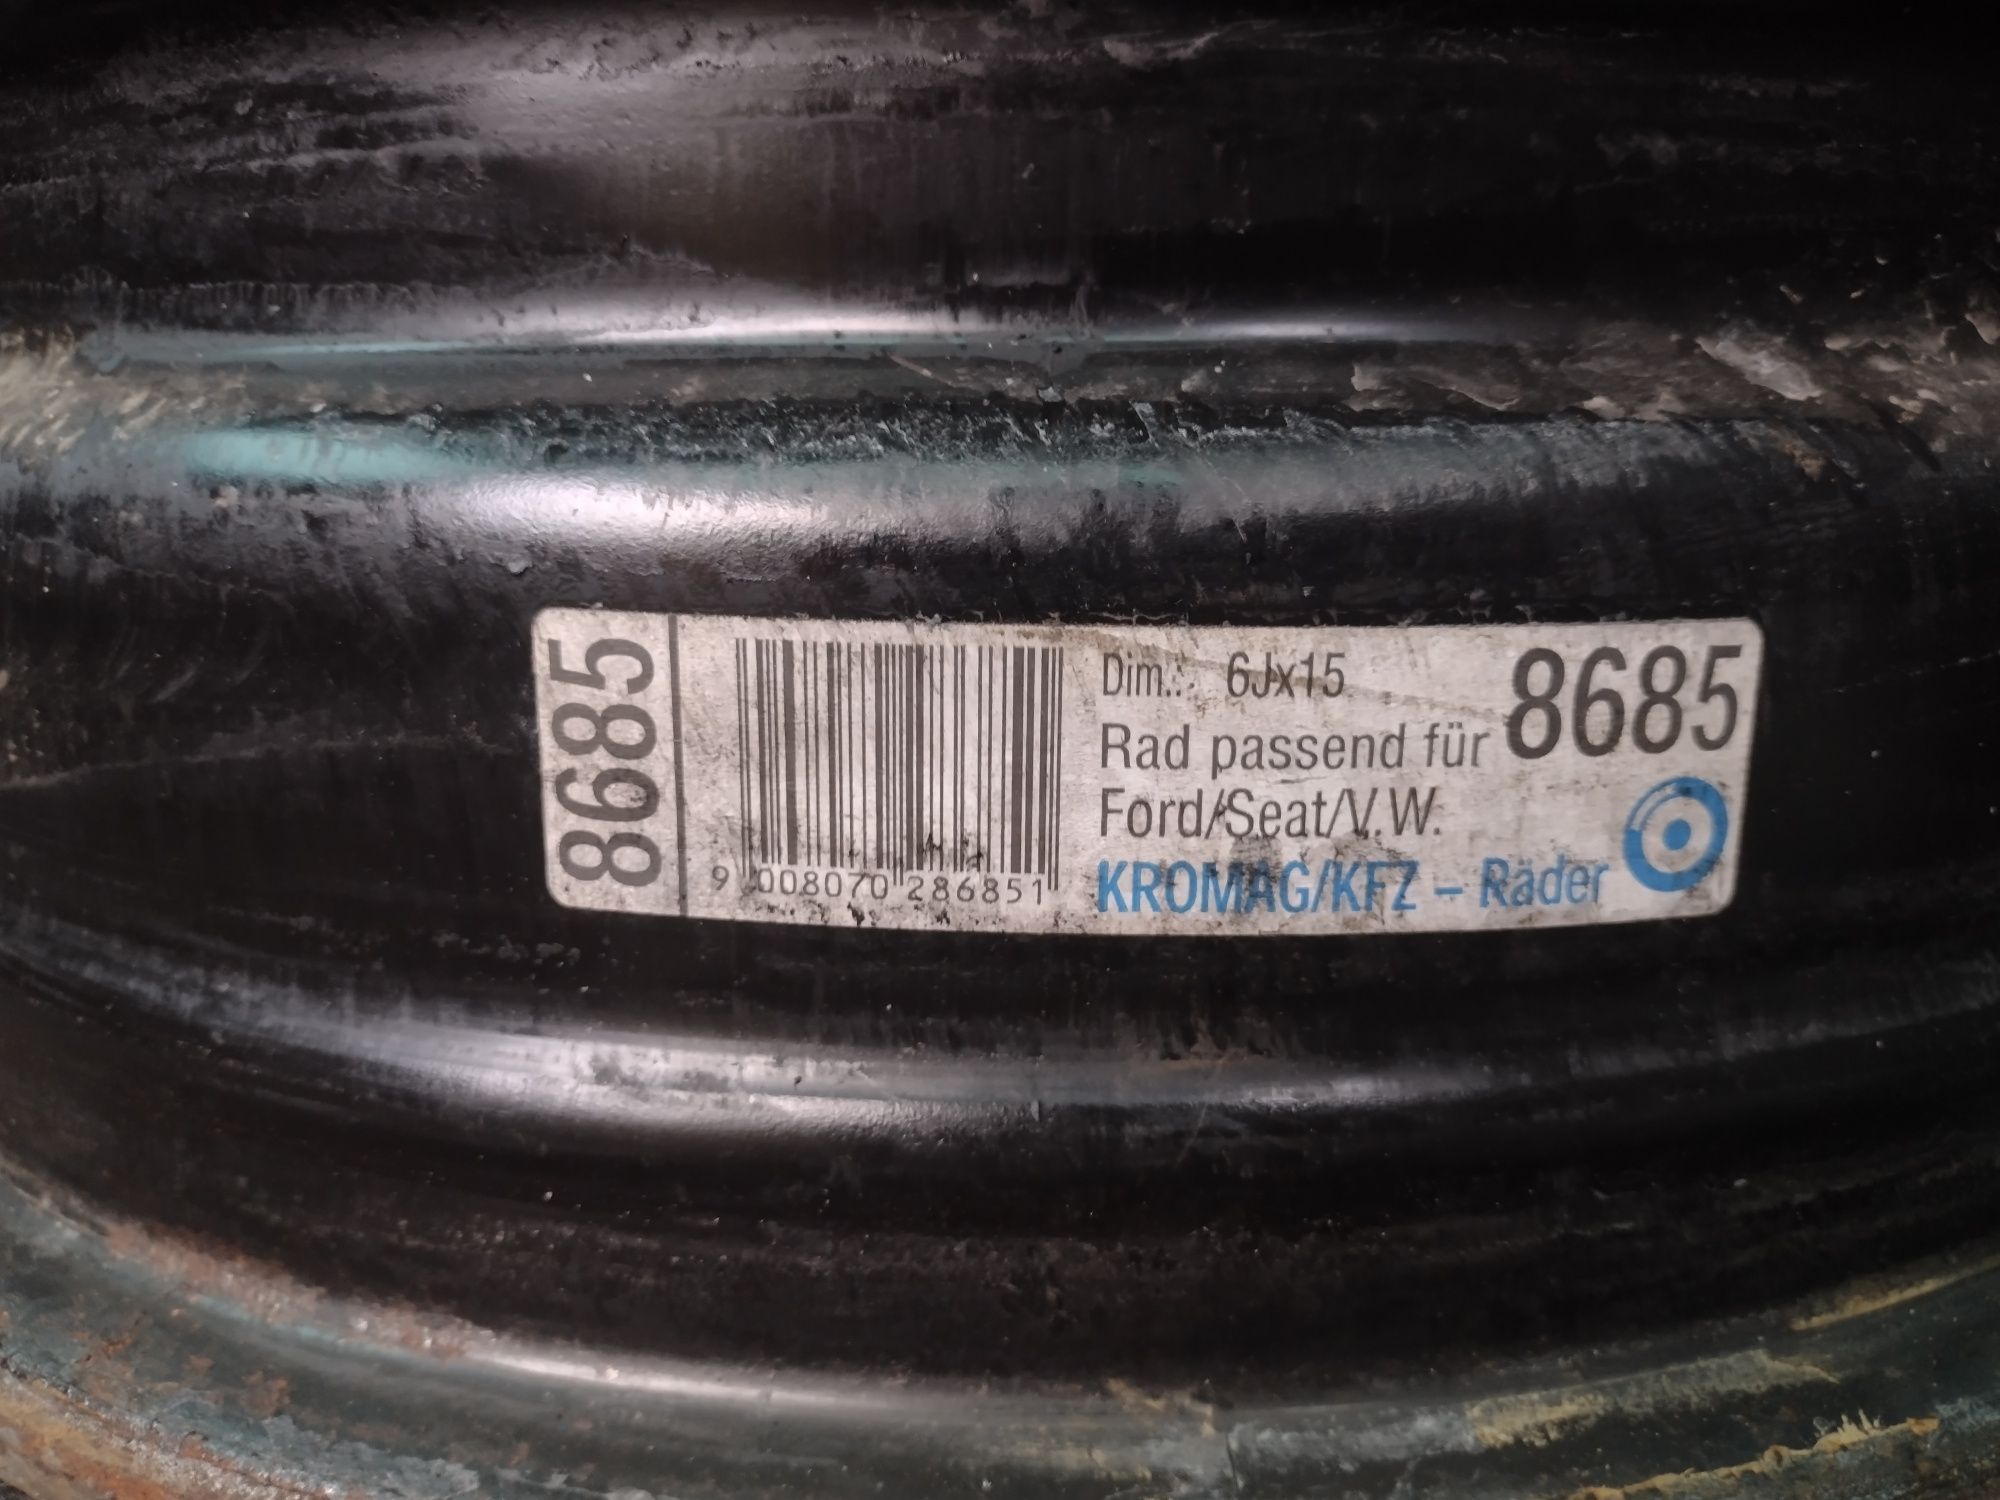 8685
9 008070 286851
Dim.: 6Jx15
8685
Rad passend für
Ford/Seat/V.W.
KROMAG/KFZ – Räder